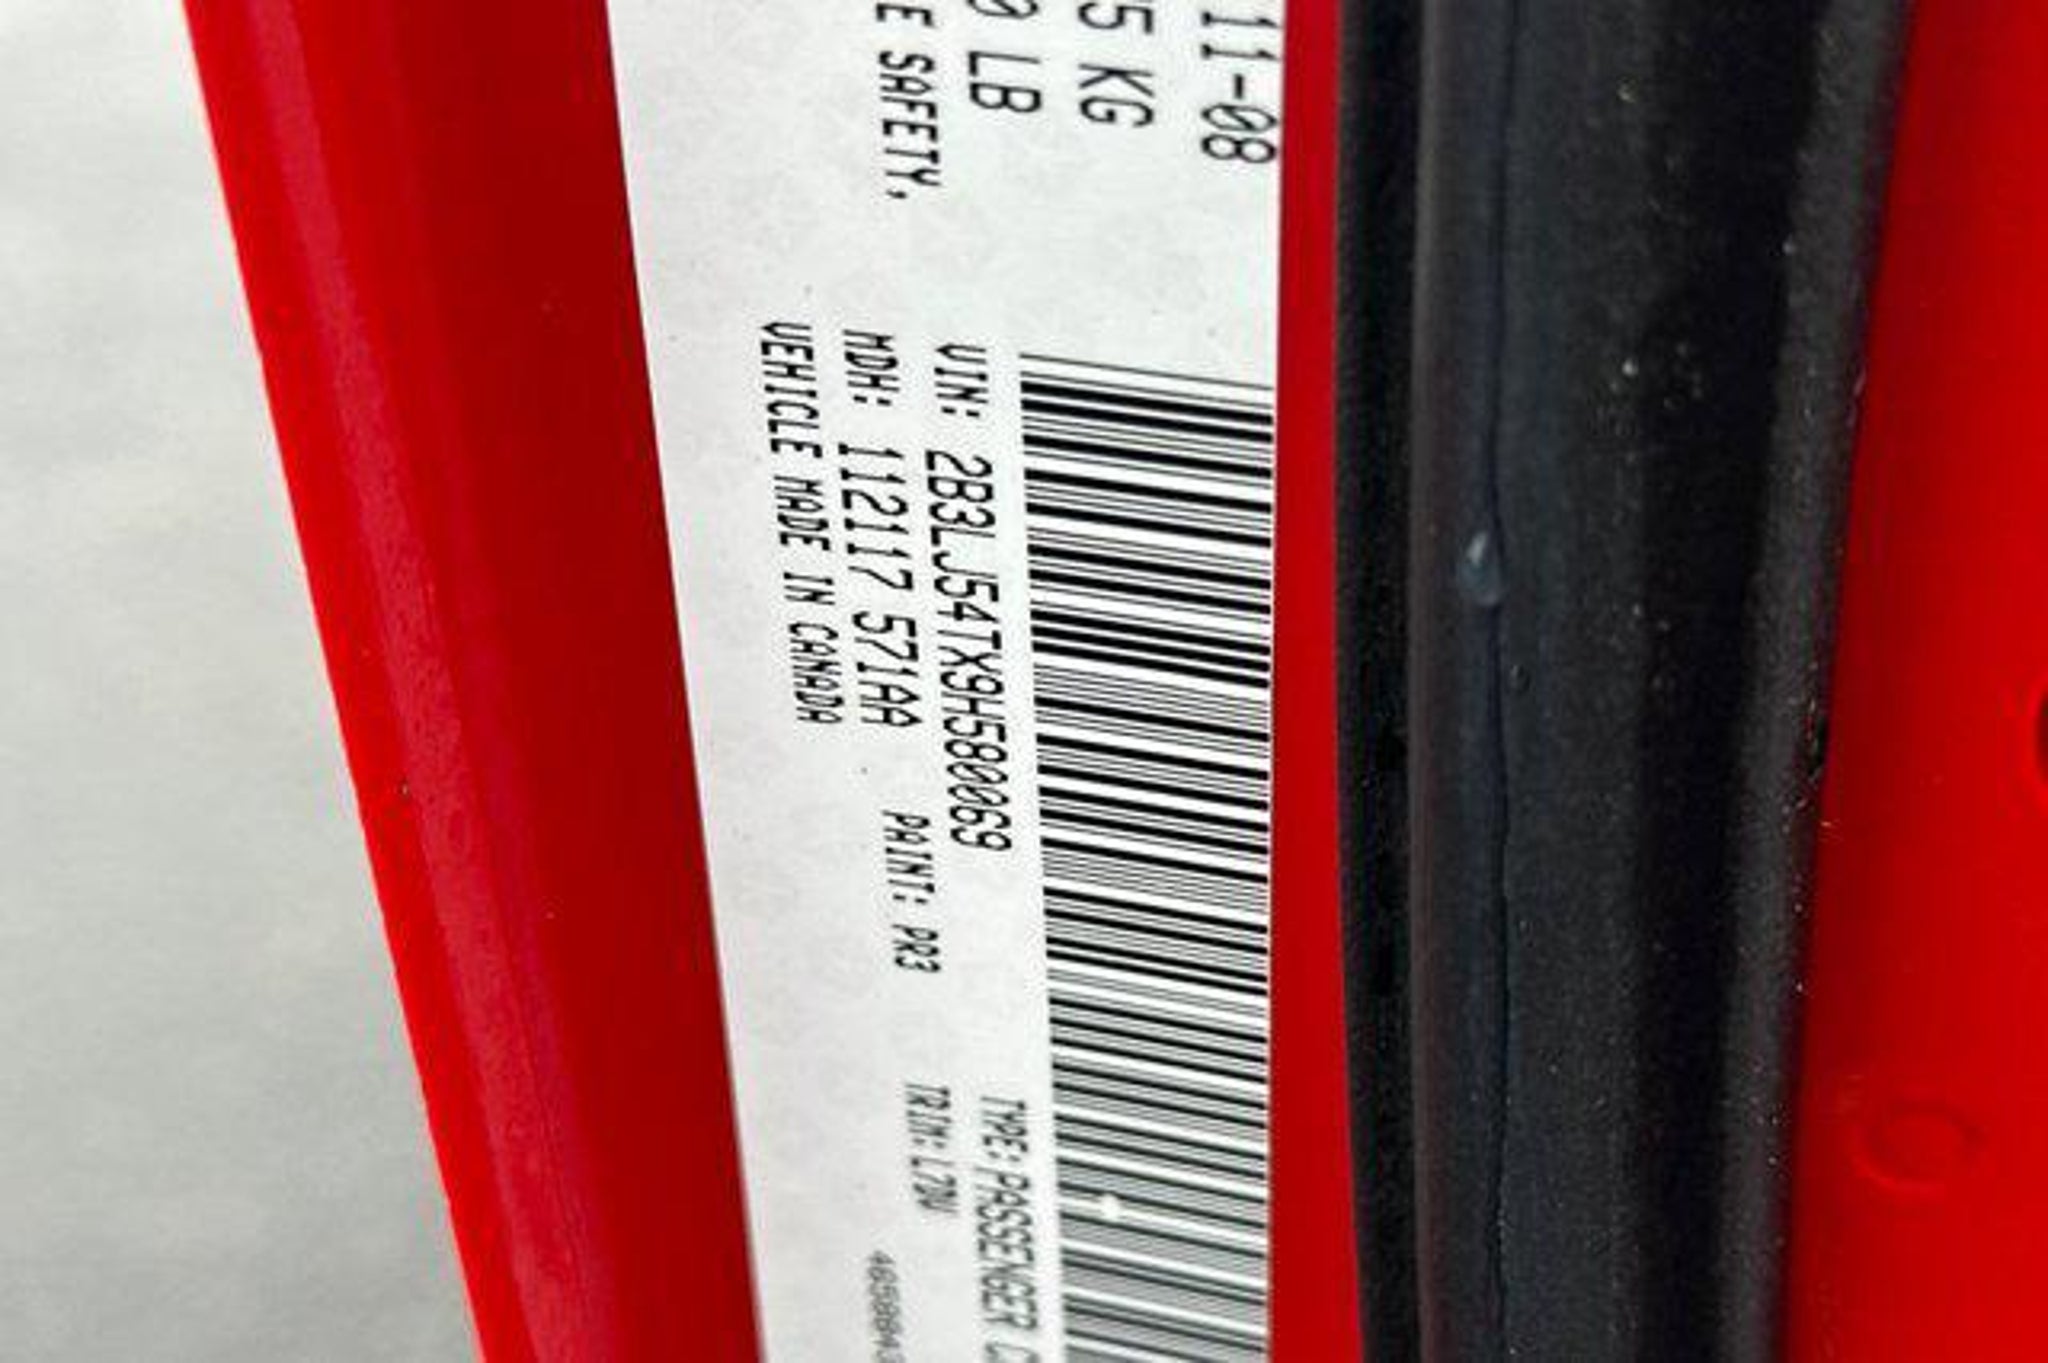 11-08
5 KG
0 LB
E SAFETY,
VIN: 2B3LJ54TX9H580069
TYPE: PASSENGER
MDH: 112117 571AA
PAINT: PR3
TRIM: L7DV
VEHICLE MADE IN CANADA